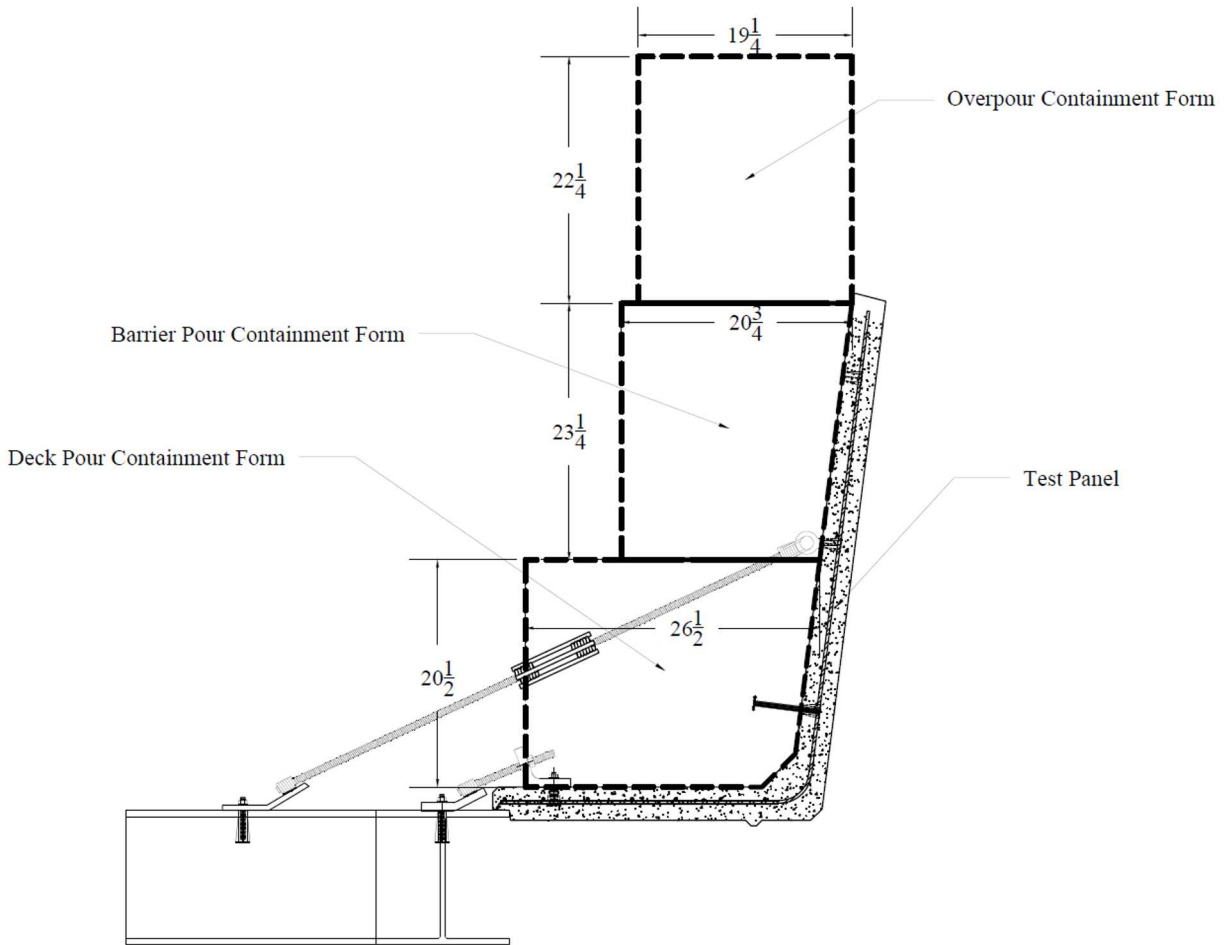 19 1/4
Overpour Containment Form
22 1/4
20 3/4
Barrier Pour Containment Form
23 1/4
Deck Pour Containment Form
Test Panel
26 1/2
20 1/2